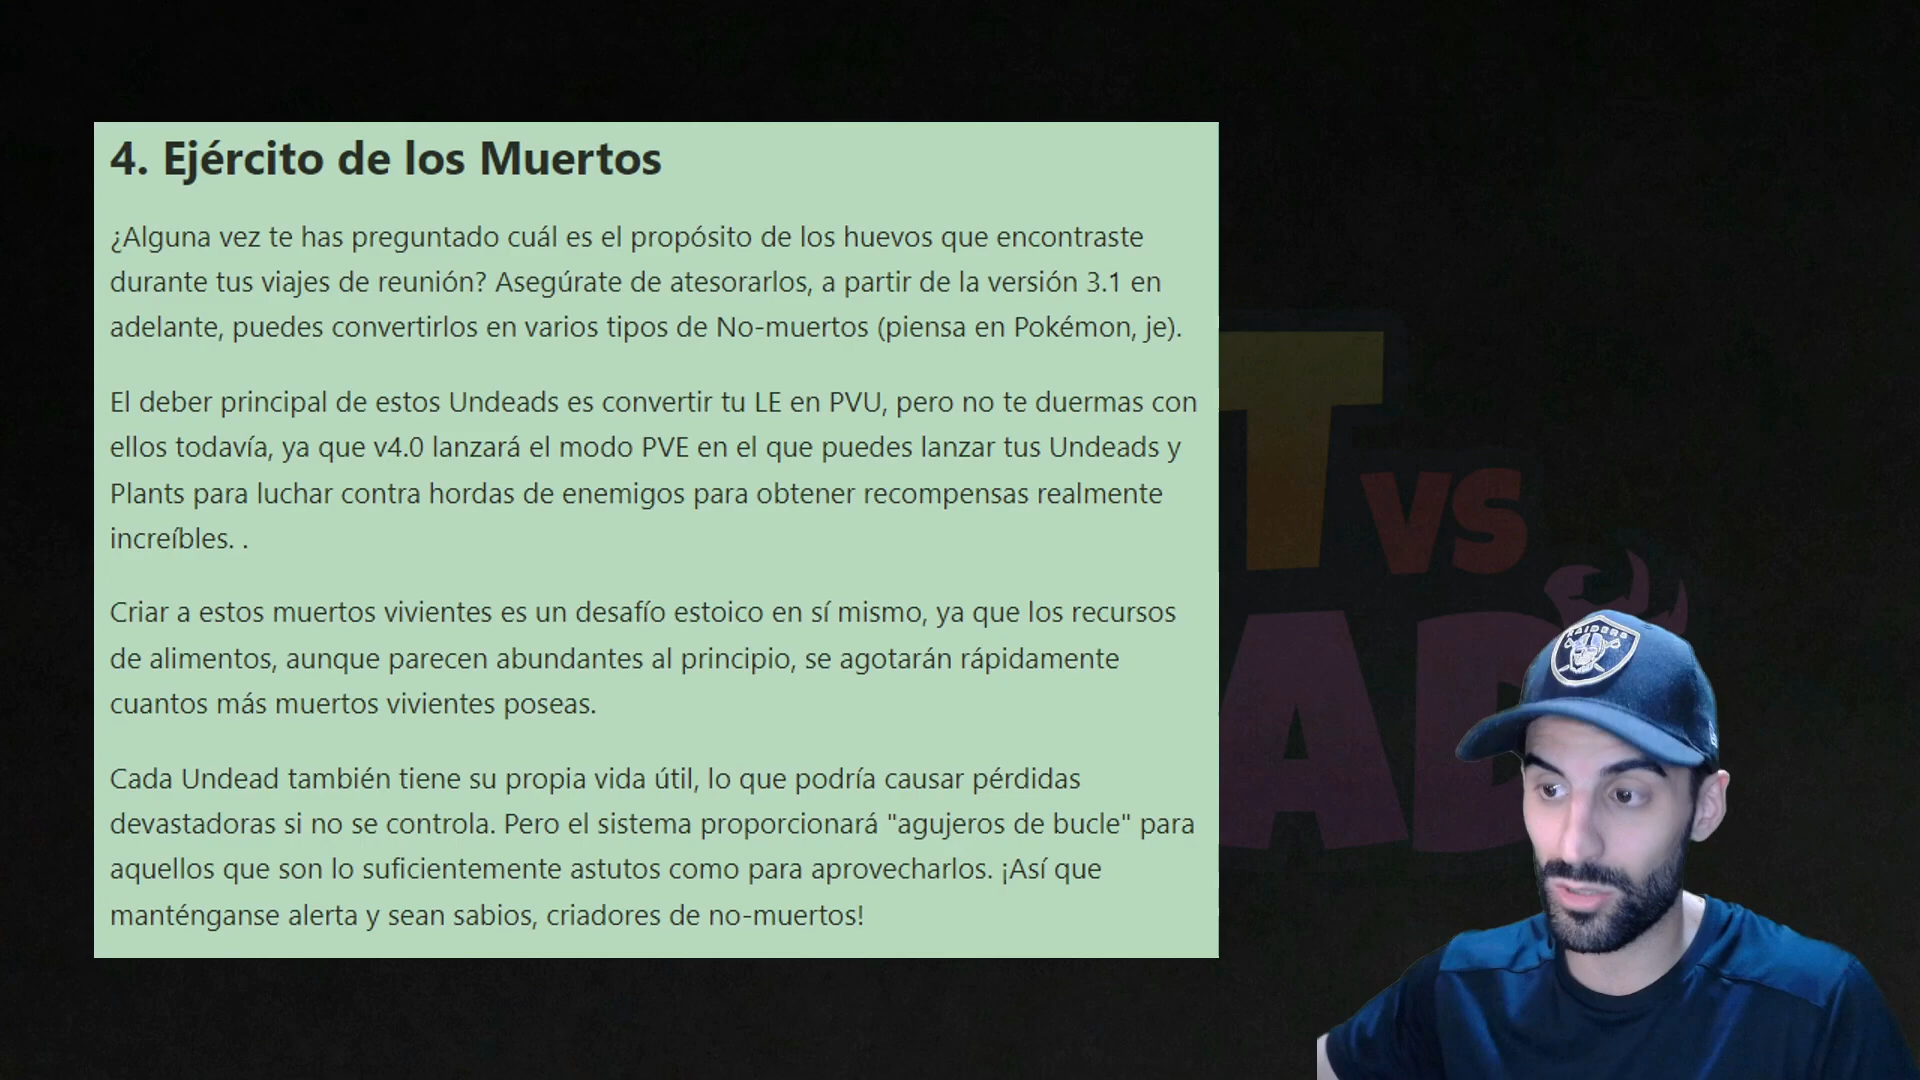 4. Ejército de los Muertos
¿Alguna vez te has preguntado cuál es el propósito de los huevos que encontraste
durante tus viajes de reunión? Asegúrate de atesorarlos, a partir de la versión 3.1 en
adelante, puedes convertirlos en varios tipos de No-muertos (piensa en Pokémon, je).
El deber principal de estos Undeads es convertir tu LE en PVU, pero no te duermas con
ellos todavía, ya que v4.0 lanzará el modo PVE en el que puedes lanzar tus Undeads y
Plants para luchar contra hordas de enemigos para obtener recompensas realmente
increíbles. .
Criar a estos muertos vivientes es un desafío estoico en sí mismo, ya que los recursos
de alimentos, aunque parecen abundantes al principio, se agotarán rápidamente
cuantos más muertos vivientes poseas.
Cada Undead también tiene su propia vida útil, lo que podría causar pérdidas
devastadoras si no se controla. Pero el sistema proporcionará "agujeros de bucle" para
aquellos que son lo suficientemente astutos como para aprovecharlos. ¡Así que
manténganse alerta y sean sabios, criadores de no-muertos!
T VS
AD
RAIDERS